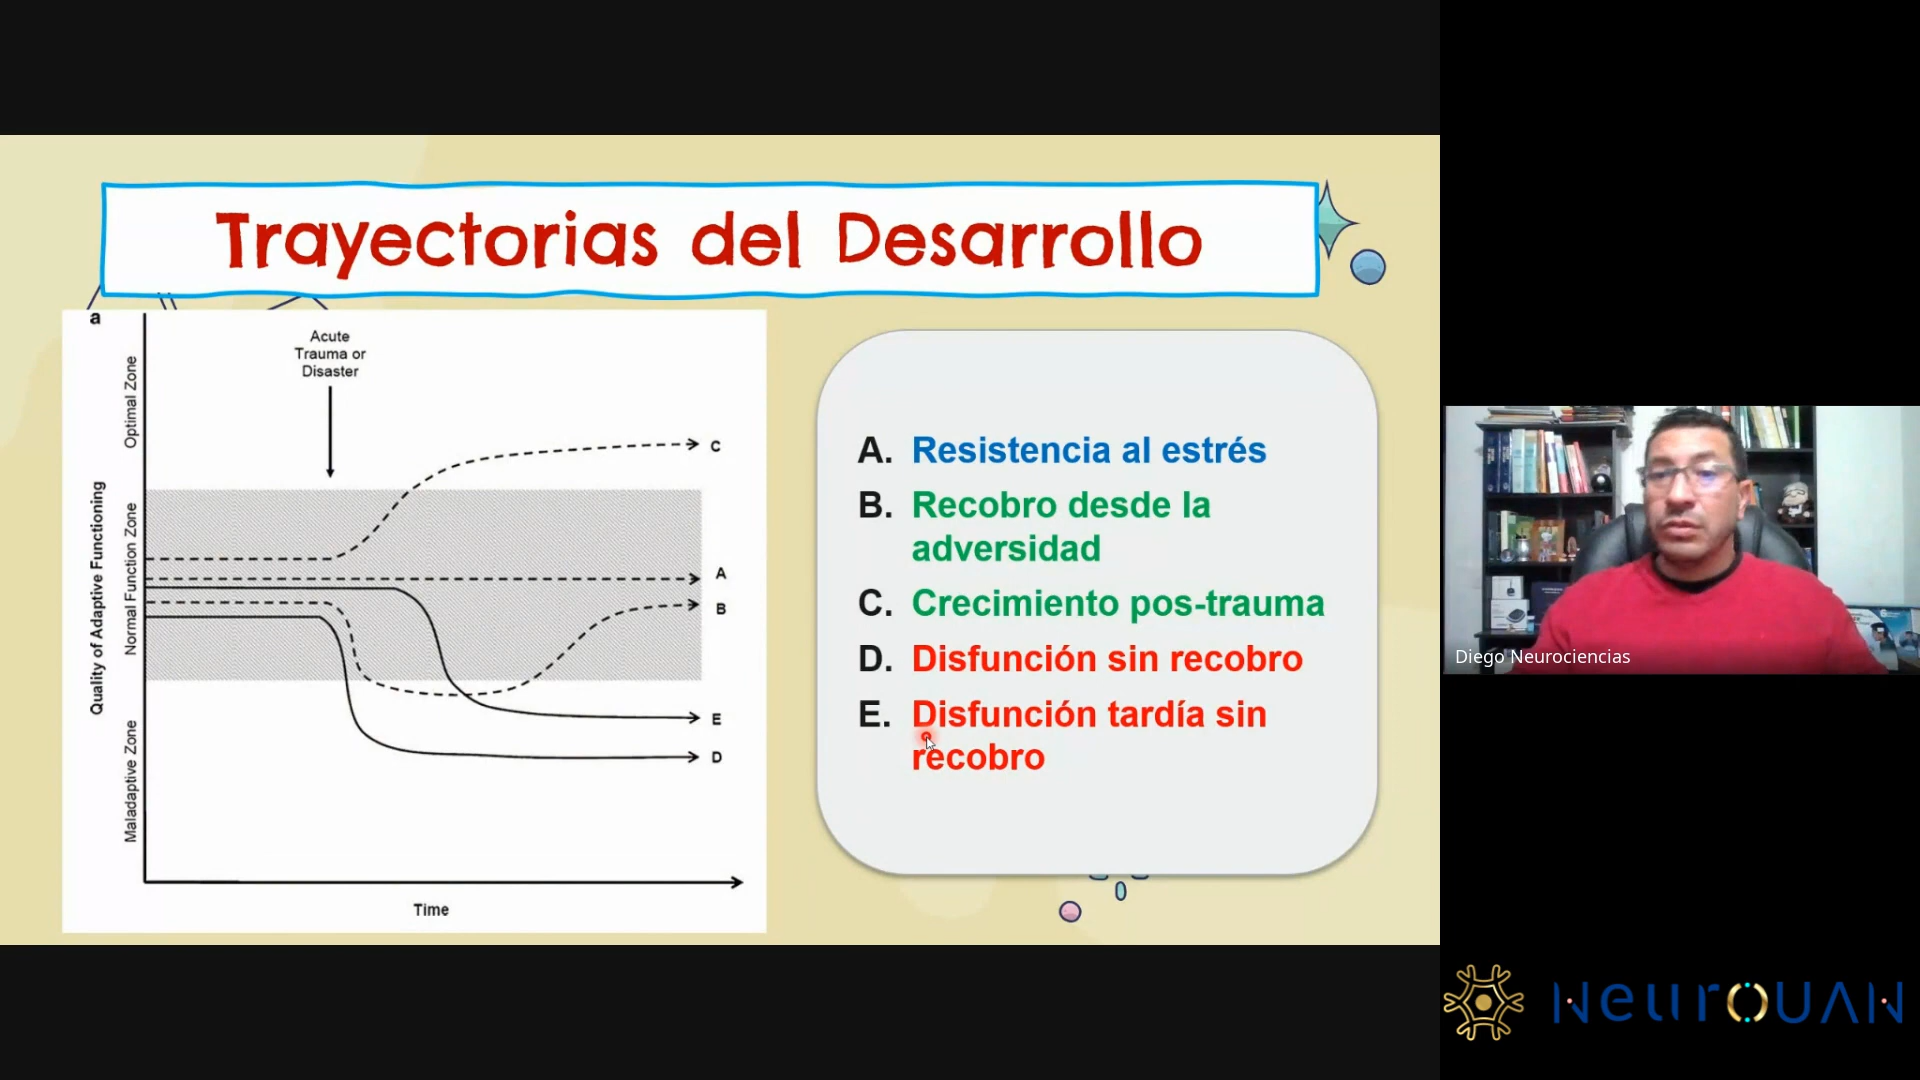 Trayectorias del Desarrollo
a
Acute
Trauma or
Disaster
Optimal Zone
Normal Function Zone
Maladaptive Zone
Quality of Adaptive Functioning
C
A
B
E
D
Time
A. Resistencia al estrés
B. Recobro desde la
adversidad
C. Crecimiento pos-trauma
D. Disfunción sin recobro
E. Disfunción tardía sin
recobro
Diego Neurociencias
NeurOUAN